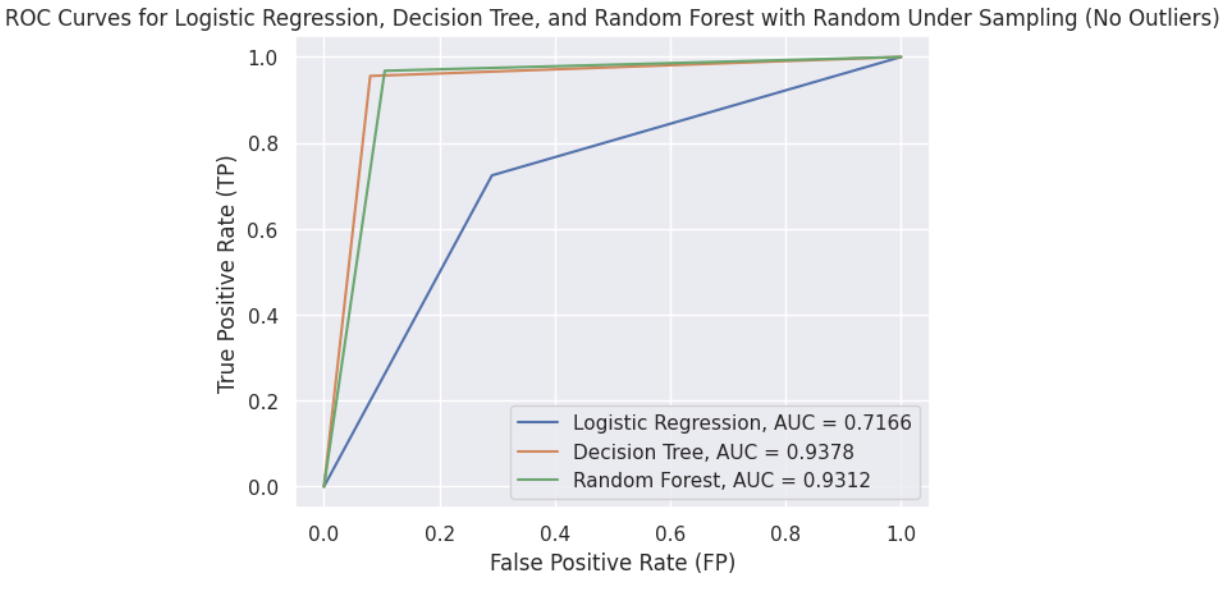 ROC Curves for Logistic Regression, Decision Tree, and Random Forest with Random Under Sampling (No Outliers)
1.0
0.8
0.6
0.4
0.2
0.0
True Positive Rate (TP)
Logistic Regression, AUC = 0.7166
Decision Tree, AUC = 0.9378
Random Forest, AUC = 0.9312
0.0 0.2 0.4 0.6 0.8 1.0
False Positive Rate (FP)